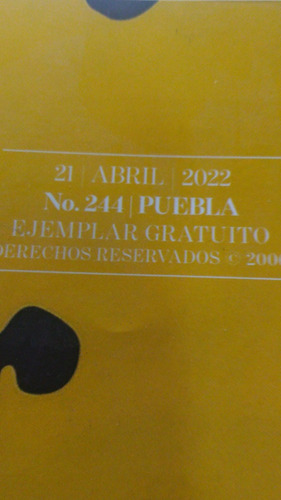 21 | ABRIL | 2022
No. 244 | PUEBLA
EJEMPLAR GRATUITO
DERECHOS RESERVADOS ©